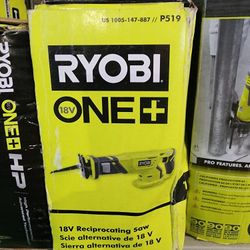 US 1005-147-887 // P519
RYOBI
18V ONE+
RYOBI
18V Reciprocating Saw
Scie alternative de 18 V
Sierra alternativa de 18 V
RYOBI
ONE+ HP
PRO FEATURES. A